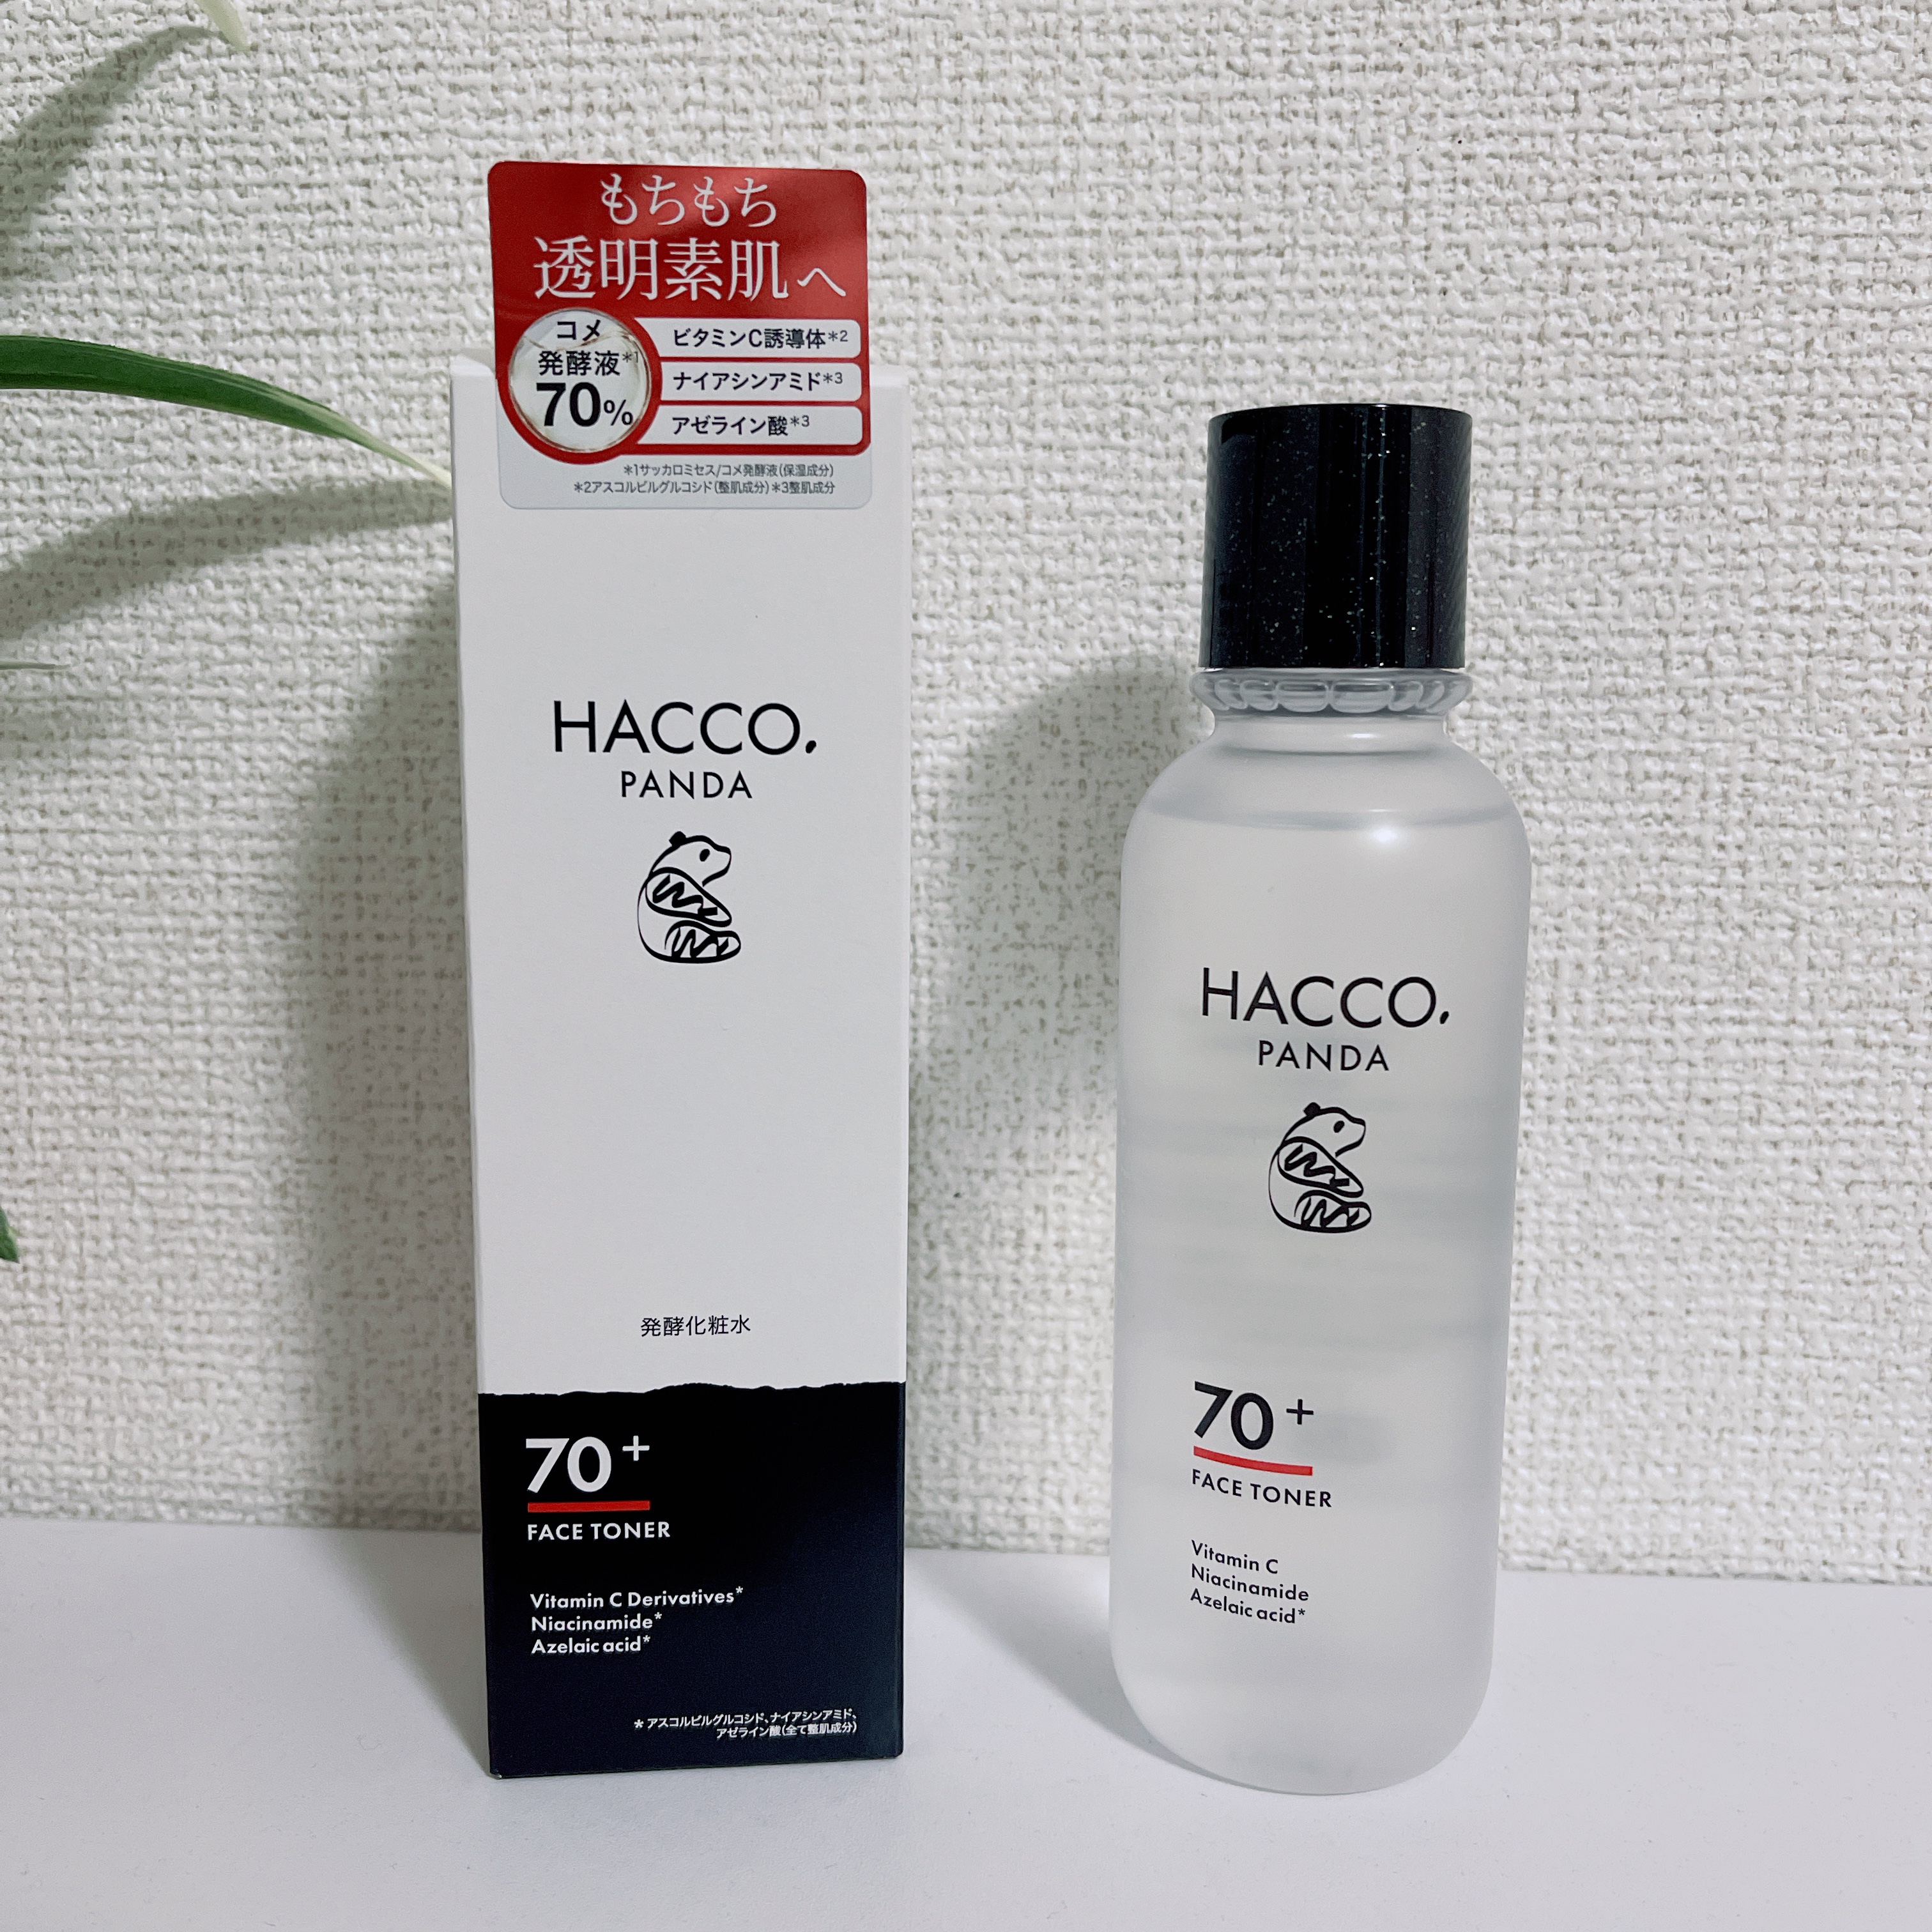 もちもち
透明素肌へ
コメ
発酵液*1
70%
ビタミンC誘導体*2
ナイアシンアミド*3
アゼライン酸*3
*1サッカロミセス/コメ発酵液(保湿成分)
*2アスコルビルグルコシド(整肌成分)*3整肌成分
HACCO,
PANDA
発酵化粧水
70+
FACE TONER
Vitamin C Derivatives*
Niacinamide*
Azelaic acid*
* アスコルビルグルコシド、ナイアシンアミド、
アゼライン酸(全て整肌成分)
HACCO,
PANDA
70+
FACE TONER
Vitamin C
Niacinamide
Azelaic acid*